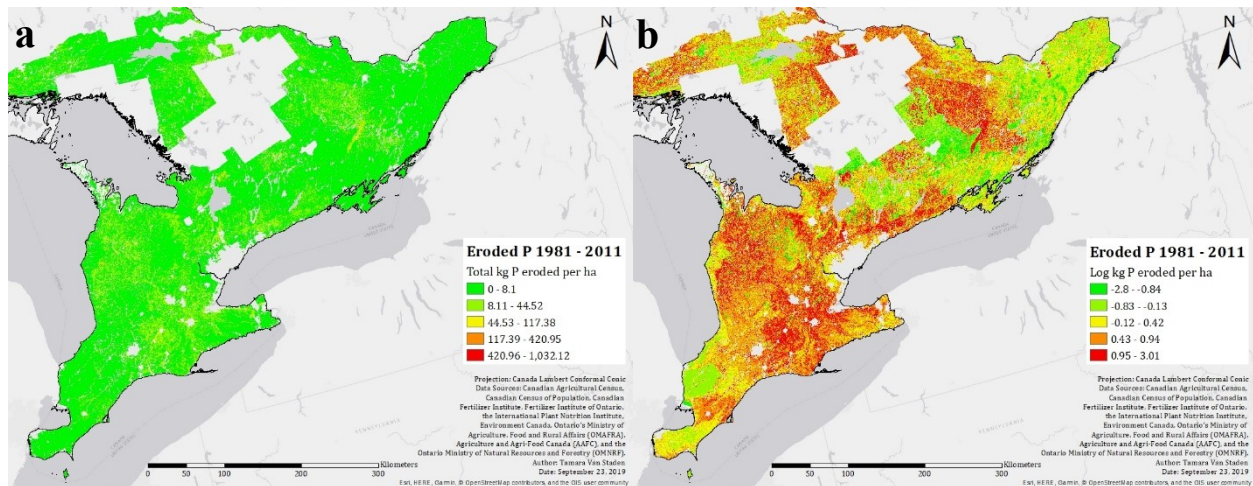 a
N
Eroded P 1981 - 2011
Total kg P eroded per ha
0 - 8.1
8.11 - 44.52
44.53 - 117.38
117.39 - 420.95
420.96 - 1,032.12
Projection: Canada Lambert Conformal Conic
Data Sources: Canadian Agricultural Census,
Canadian Census of Population, Canadian
Fertilizer Institute, Fertilizer Institute of Ontario,
the International Plant Nutrition Institute,
Environment Canada, Ontario's Ministry of
Agriculture, Food and Rural Affairs (OMAFRA),
Agriculture and Agri-Food Canada (AAFC), and the
Ontario Ministry of Natural Resources and Forestry (OMNRF).
Author: Tamara Van Staden
Date: September 23, 2019
Kilometers
0 50 100 200 300
Esri, HERE, Garmin, © OpenStreetMap contributors, and the GIS user community
PENNSYLVANIA
b
N
Eroded P 1981 - 2011
Log kg P eroded per ha
-2.8 - -0.84
-0.83 - -0.13
-0.12 - 0.42
0.43 - 0.94
0.95 - 3.01
Projection: Canada Lambert Conformal Conic
Data Sources: Canadian Agricultural Census,
Canadian Census of Population, Canadian
Fertilizer Institute, Fertilizer Institute of Ontario,
the International Plant Nutrition Institute,
Environment Canada, Ontario's Ministry of
Agriculture, Food and Rural Affairs (OMAFRA),
Agriculture and Agri-Food Canada (AAFC), and the
Ontario Ministry of Natural Resources and Forestry (OMNRF).
Author: Tamara Van Staden
Date: September 23, 2019
Kilometers
0 50 100 200 300
Esri, HERE, Garmin, © OpenStreetMap contributors, and the GIS user community
PENNSYLVANIA